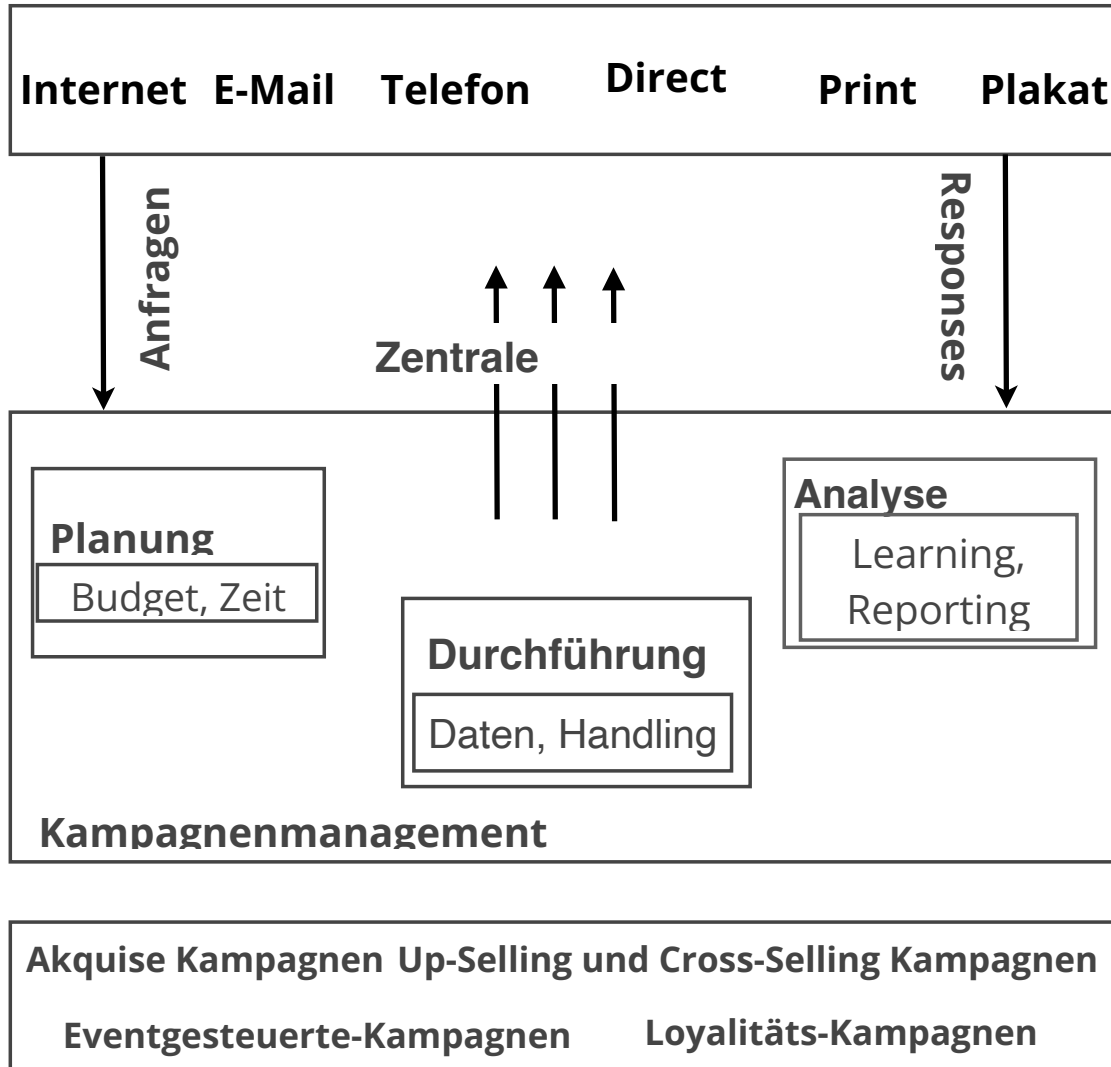 Internet E-Mail Telefon Direct Print Plakat
Anfragen
Responses
Zentrale
Planung
Budget, Zeit
Analyse
Learning,
Reporting
Durchführung
Daten, Handling
Kampagnenmanagement
Akquise Kampagnen Up-Selling und Cross-Selling Kampagnen
Eventgesteuerte-Kampagnen Loyalitäts-Kampagnen